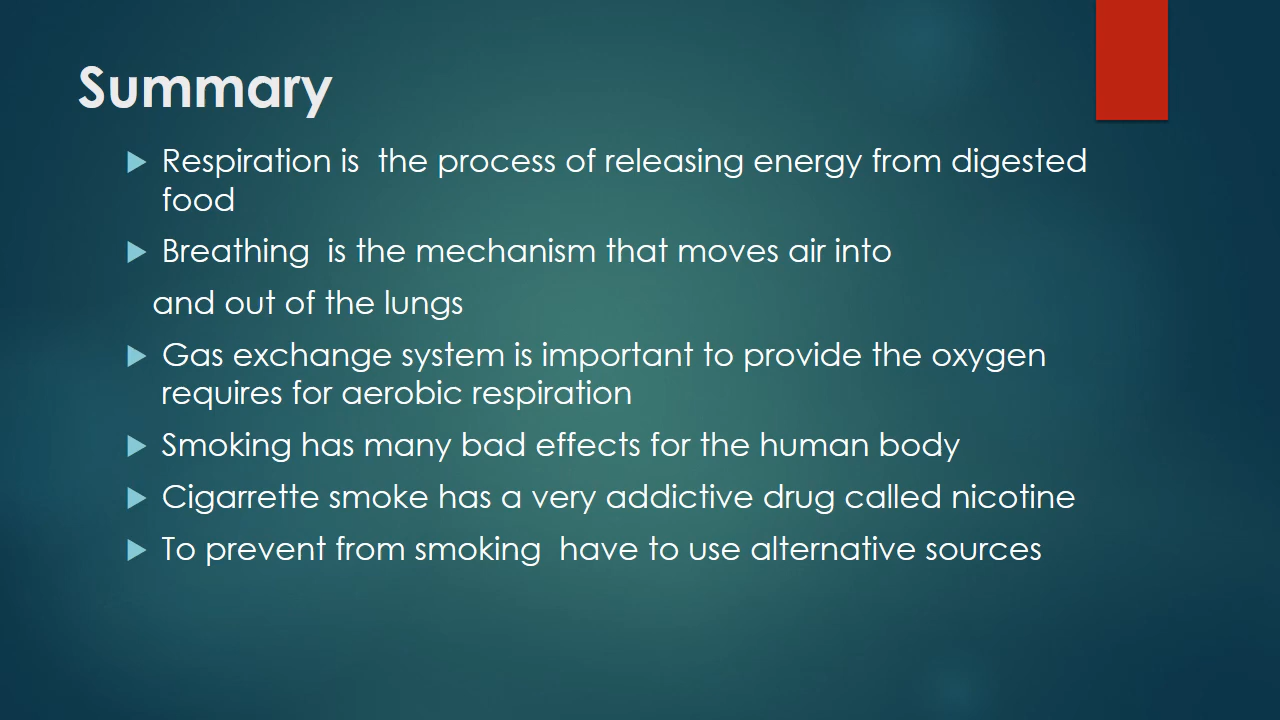 Summary
Respiration is  the process of releasing energy from digested
food
Breathing  is the mechanism that moves air into
and out of the lungs
Gas exchange system is important to provide the oxygen
requires for aerobic respiration
Smoking has many bad effects for the human body
Cigarrette smoke has a very addictive drug called nicotine
To prevent from smoking  have to use alternative sources